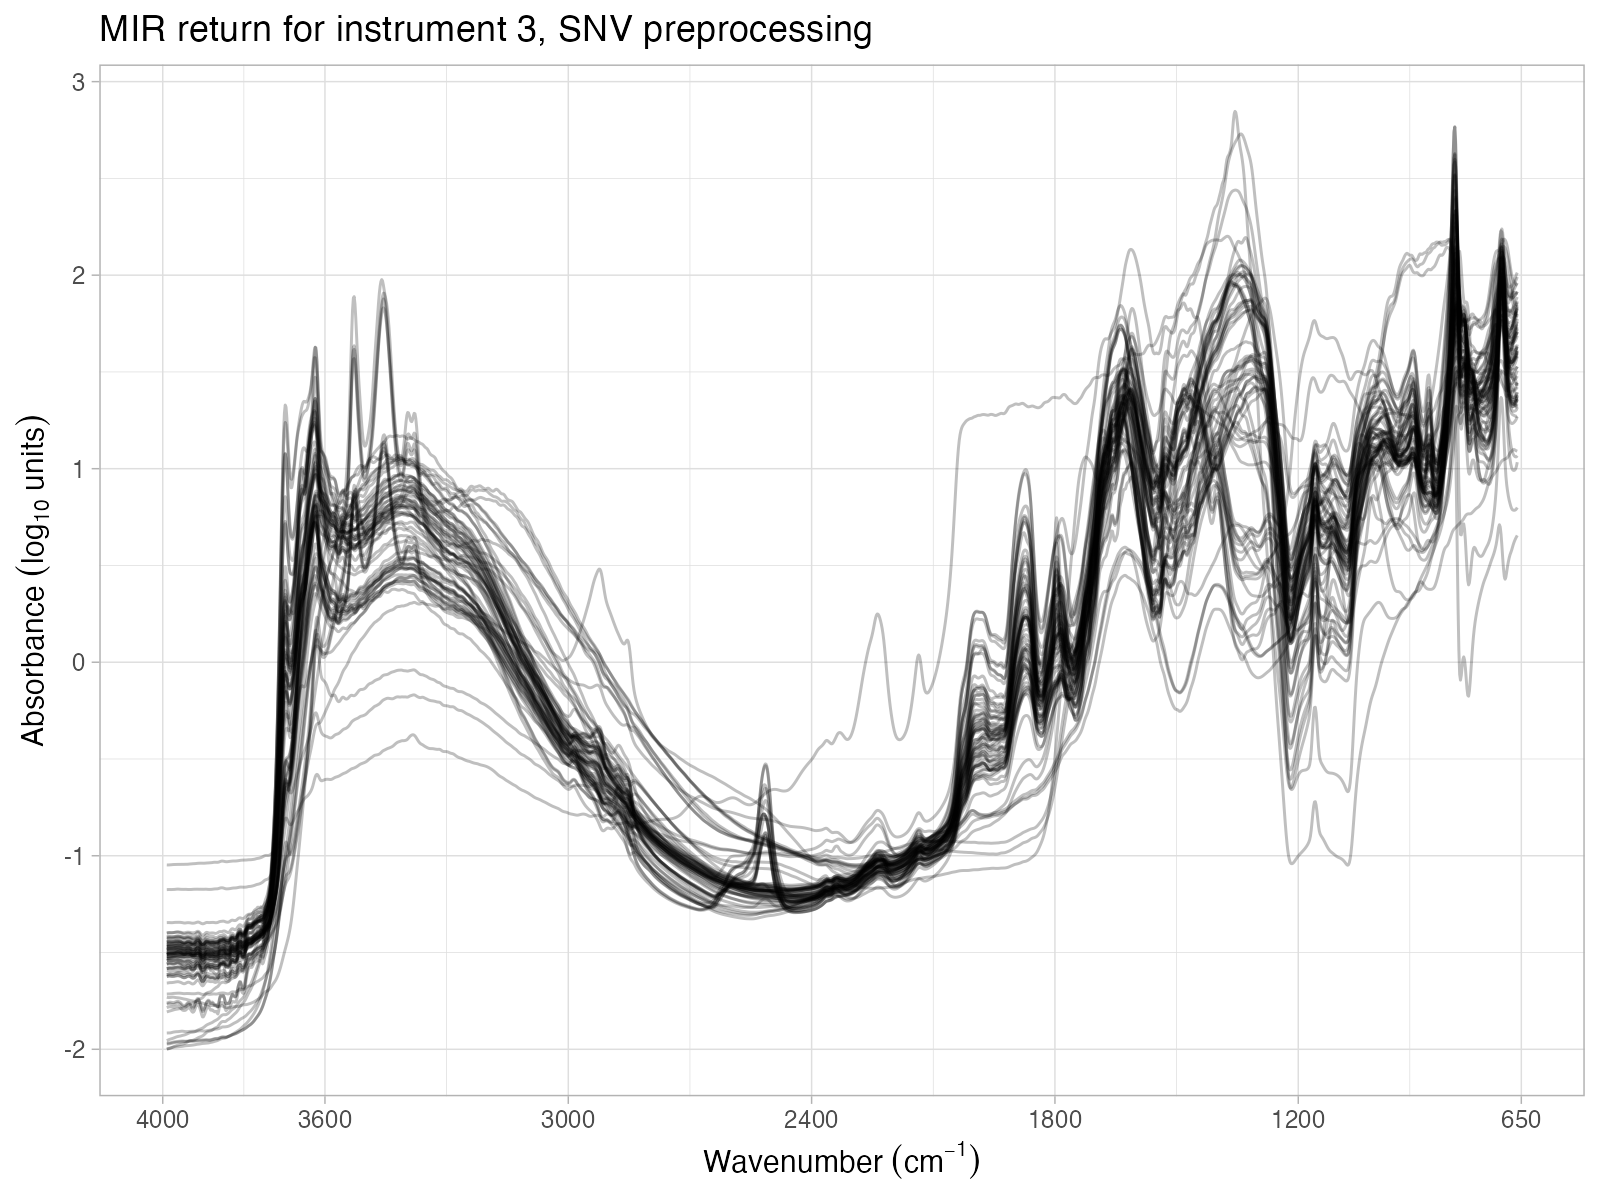 MIR return for instrument 3, SNV preprocessing
3
2
1
0
-1
-2
Absorbance (log₁₀ units)
4000 3600 3000 2400 1800 1200 650
Wavenumber (cm⁻¹)